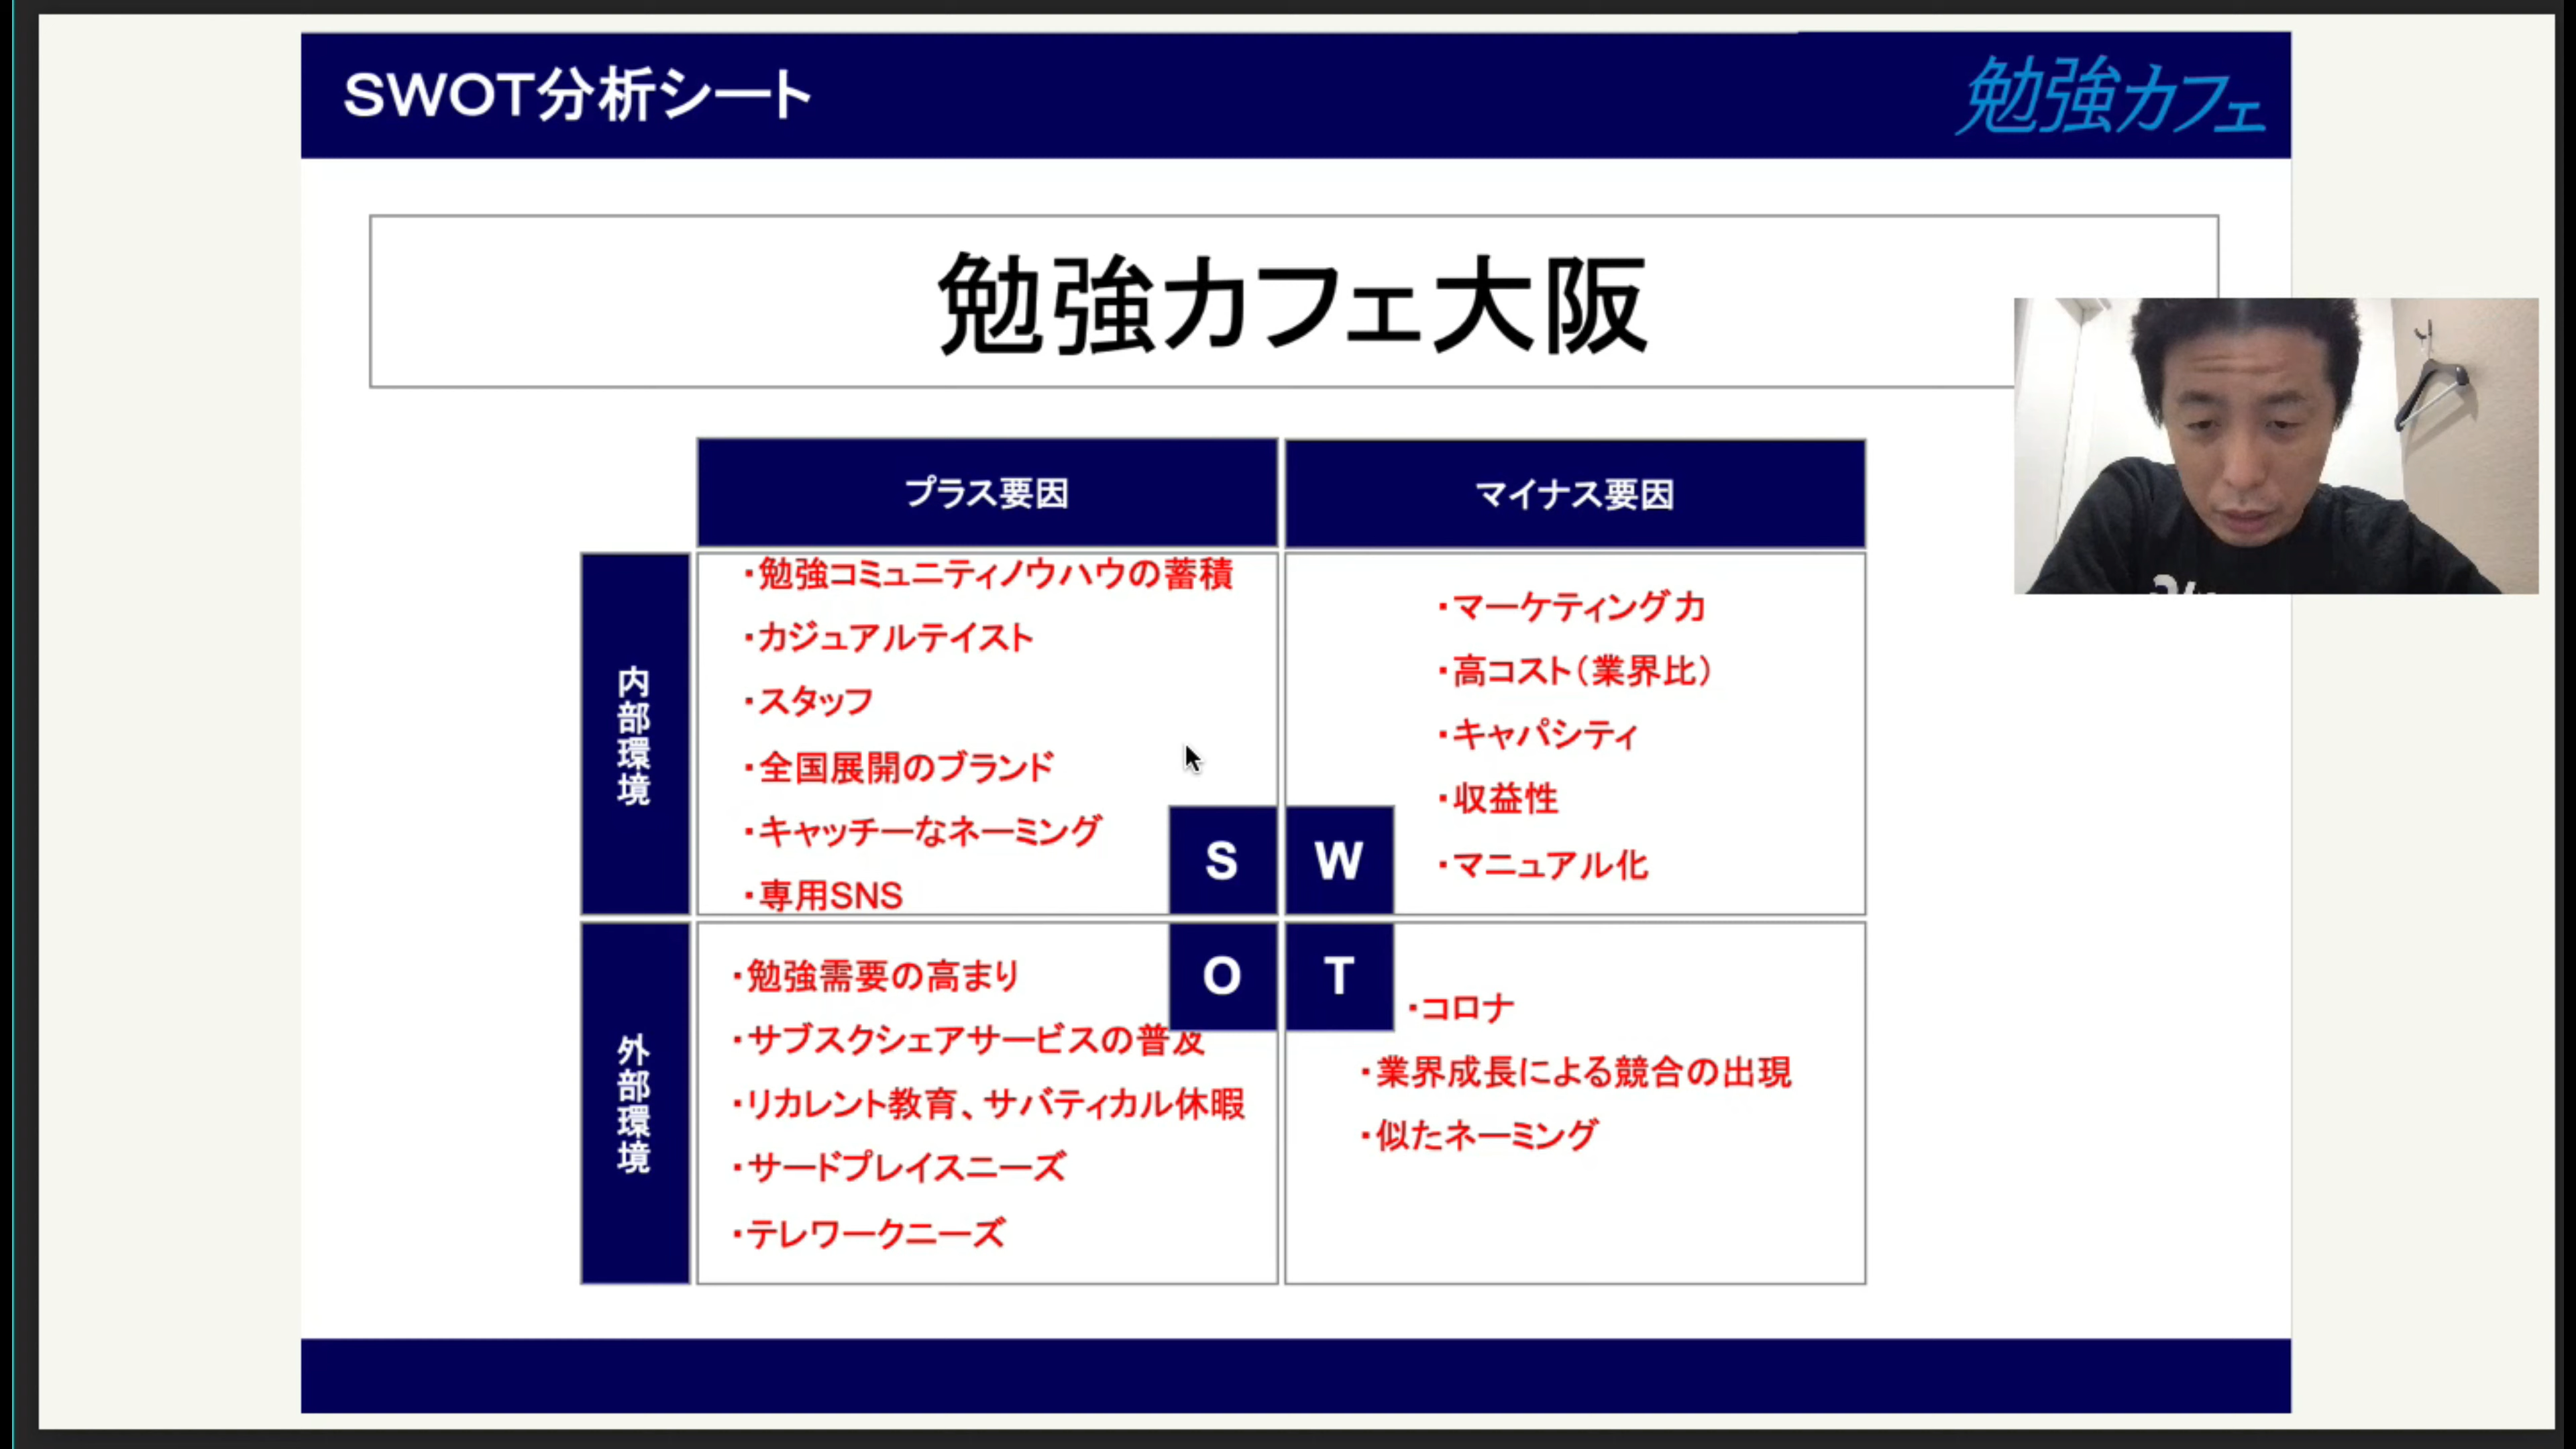 SWOT分析シート
勉強カフェ
勉強カフェ大阪
プラス要因
マイナス要因
内部環境
・勉強コミュニティノウハウの蓄積
・カジュアルテイスト
・スタッフ
・全国展開のブランド
・キャッチーなネーミング
・専用SNS
S
・マーケティング力
・高コスト(業界比)
・キャパシティ
・収益性
・マニュアル化
W
外部環境
・勉強需要の高まり
・サブスクシェアサービスの普及
・リカレント教育、サバティカル休暇
・サードプレイスニーズ
・テレワークニーズ
O
T
・コロナ
・業界成長による競合の出現
・似たネーミング